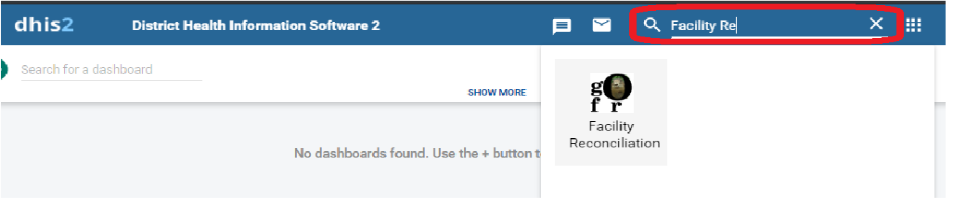 dhis2 District Health Information Software 2 Facility Re
Search for a dashboard
SHOW MORE
gofr
Facility
Reconciliation
No dashboards found. Use the + button t